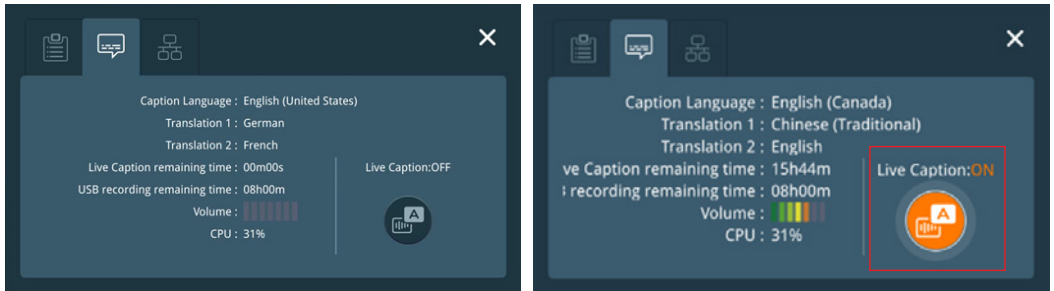 Caption Language : English (United States)
Translation 1 : German
Translation 2 : French
Live Caption remaining time : 00m00s
USB recording remaining time : 08h00m
Volume :
CPU : 31%
Live Caption:OFF
A
Caption Language : English (Canada)
Translation 1 : Chinese (Traditional)
Translation 2 : English
ve Caption remaining time : 15h44m
recording remaining time : 08h00m
Volume :
CPU : 31%
Live Caption:ON
A